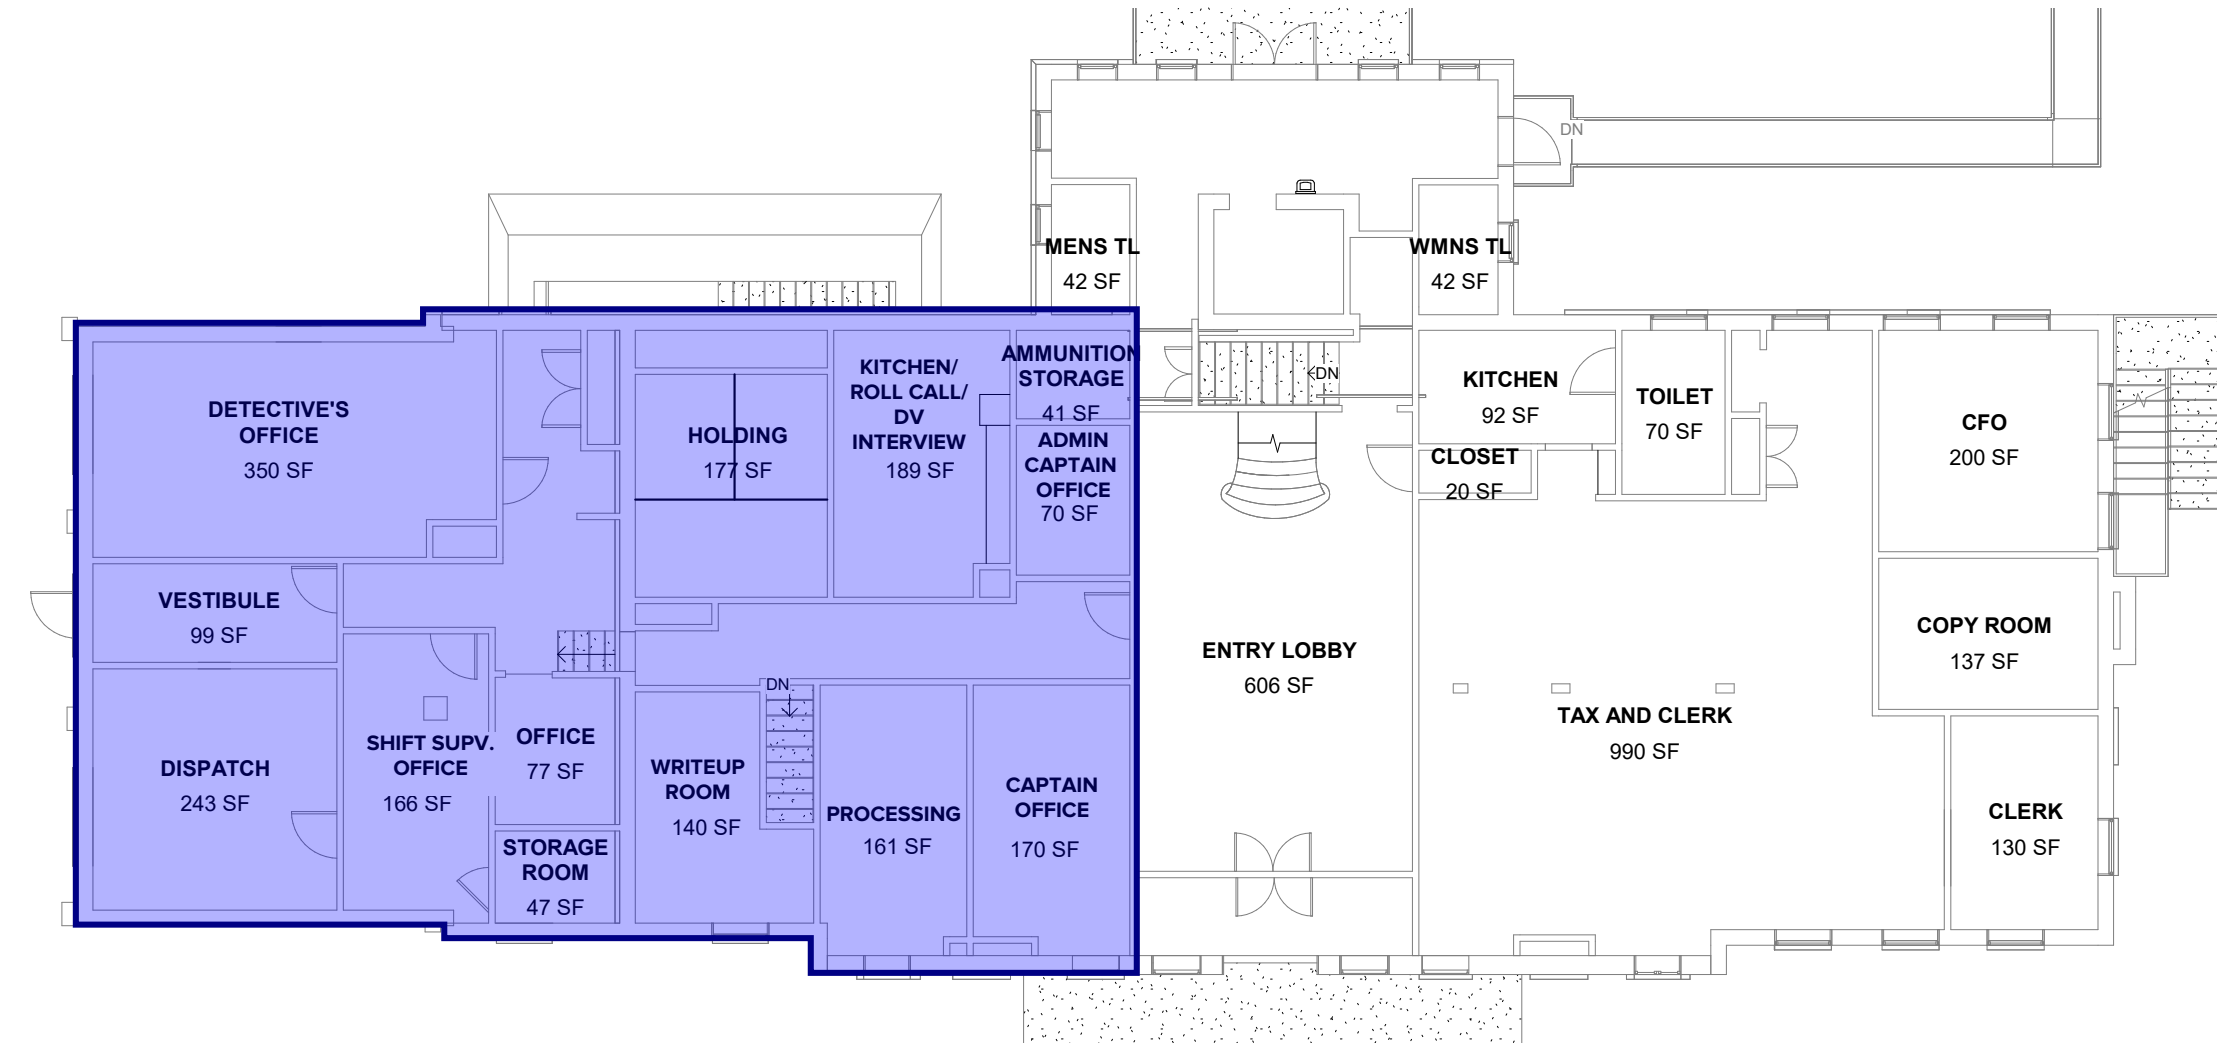 DN
MENS TL
42 SF
WMNS TL
42 SF
DETECTIVE'S
OFFICE
350 SF
HOLDING
177 SF
KITCHEN/
ROLL CALL/
DV
INTERVIEW
189 SF
AMMUNITION
STORAGE
41 SF
ADMIN
CAPTAIN
OFFICE
70 SF
DN
KITCHEN
92 SF
CLOSET
20 SF
TOILET
70 SF
CFO
200 SF
VESTIBULE
99 SF
COPY ROOM
137 SF
ENTRY LOBBY
606 SF
TAX AND CLERK
990 SF
DN
DISPATCH
243 SF
SHIFT SUPV.
OFFICE
166 SF
OFFICE
77 SF
STORAGE
ROOM
47 SF
WRITEUP
ROOM
140 SF
PROCESSING
161 SF
CAPTAIN
OFFICE
170 SF
CLERK
130 SF